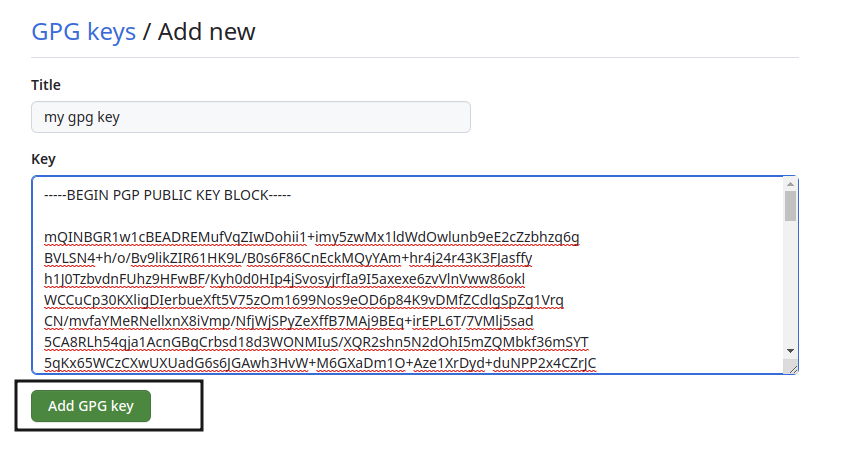 GPG keys / Add new
Title
my gpg key
Key
-----BEGIN PGP PUBLIC KEY BLOCK-----
mQINBGR1w1cBEADREMufVqZIwDohii1+imy5zwMx1ldWdOwlunb9eE2cZzbhzq6g
BVLSN4+h/o/Bv9likZIR61HK9L/B0s6F86CnEckMQyYAm+hr4j24r43K3FJasffy
h1J0TzbvdnFUhz9HFwBF/Kyh0d0HIp4jSvosyjrfIa9I5axexe6zvVlnVww86okl
WCCuCp30KXligDIerbueXft5V75zOm1699Nos9eOD6p84K9vDMfZCdlgSpZg1Vrq
CN/mvfaYMeRNellxnX8iVmp/NfjWjSPyZeXffB7MAj9BEq+irEPL6T/7VMlj5sad
5CA8RLh54qja1AcnGBqCrbsd18d3WONMIuS/XQR2shn5N2dOhI5mZQMbkf36mSYT
5qKx65WCzCXwUXUadG6s6JGAwh3HvW+M6GXaDm1O+Aze1XrDyd+duNPP2x4CZrJC
Add GPG key